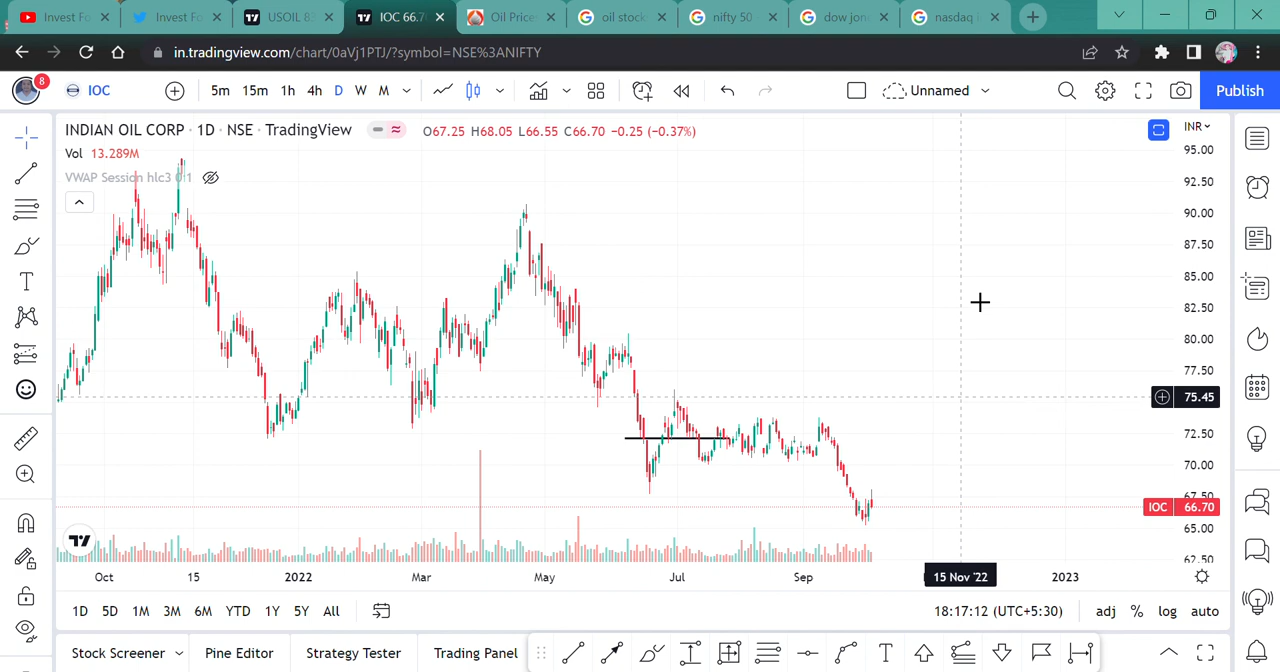 Invest Fo
Invest Fo
USOIL 83
IOC 66.7
Oil Price
oil stock
nifty 50
dow jon
nasdaq i
in.tradingview.com/chart/0aVj1PTJ/?symbol=NSE%3ANIFTY
8
IOC
5m 15m 1h 4h D W M
Unnamed
Publish
INDIAN OIL CORP · 1D · NSE · TradingView
O67.25 H68.05 L66.55 C66.70 −0.25 (−0.37%)
INR
Vol 13.289M
VWAP Session hlc3 0 1
95.00
92.50
90.00
87.50
85.00
82.50
80.00
77.50
75.45
72.50
70.00
67.50
IOC 66.70
65.00
62.50
Oct 15 2022 Mar May Jul Sep 15 Nov '22 2023
1D 5D 1M 3M 6M YTD 1Y 5Y All
18:17:12 (UTC+5:30)
adj % log auto
Stock Screener
Pine Editor
Strategy Tester
Trading Panel
T